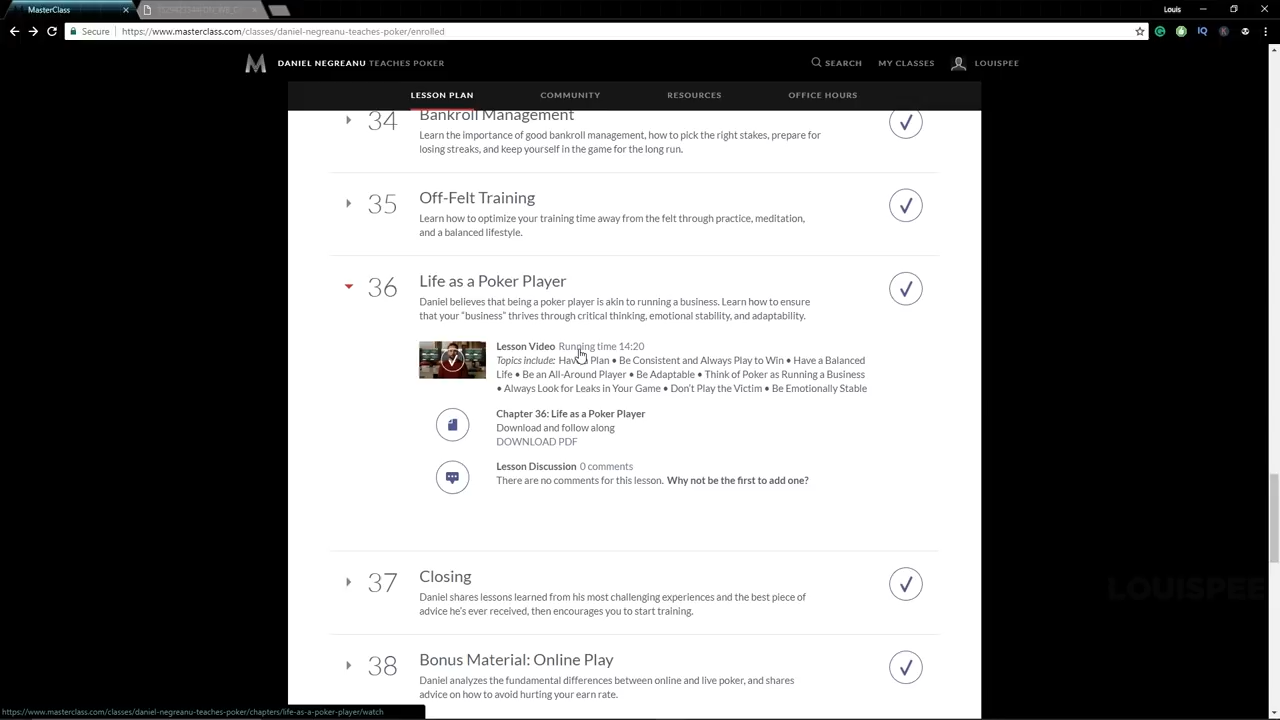 MasterClass
Louis
Secure
https://www.masterclass.com/classes/daniel-negreanu-teaches-poker/enrolled
DANIEL NEGREANU TEACHES POKER
SEARCH
MY CLASSES
LOUISPEE
LESSON PLAN
COMMUNITY
RESOURCES
OFFICE HOURS
34
Bankroll Management
Learn the importance of good bankroll management, how to pick the right stakes, prepare for
losing streaks, and keep yourself in the game for the long run.
35
Off-Felt Training
Learn how to optimize your training time away from the felt through practice, meditation,
and a balanced lifestyle.
36
Life as a Poker Player
Daniel believes that being a poker player is akin to running a business. Learn how to ensure
that your “business” thrives through critical thinking, emotional stability, and adaptability.
Lesson Video Running time 14:20
Topics include: Have a Plan • Be Consistent and Always Play to Win • Have a Balanced
Life • Be an All-Around Player • Be Adaptable • Think of Poker as Running a Business
• Always Look for Leaks in Your Game • Don’t Play the Victim • Be Emotionally Stable
Chapter 36: Life as a Poker Player
Download and follow along
DOWNLOAD PDF
Lesson Discussion 0 comments
There are no comments for this lesson. Why not be the first to add one?
37
Closing
Daniel shares lessons learned from his most challenging experiences and the best piece of
advice he’s ever received, then encourages you to start training.
LOUISPEE
38
Bonus Material: Online Play
Daniel analyzes the fundamental differences between online and live poker, and shares
advice on how to avoid hurting your earn rate.
https://www.masterclass.com/classes/daniel-negreanu-teaches-poker/chapters/life-as-a-poker-player/watch